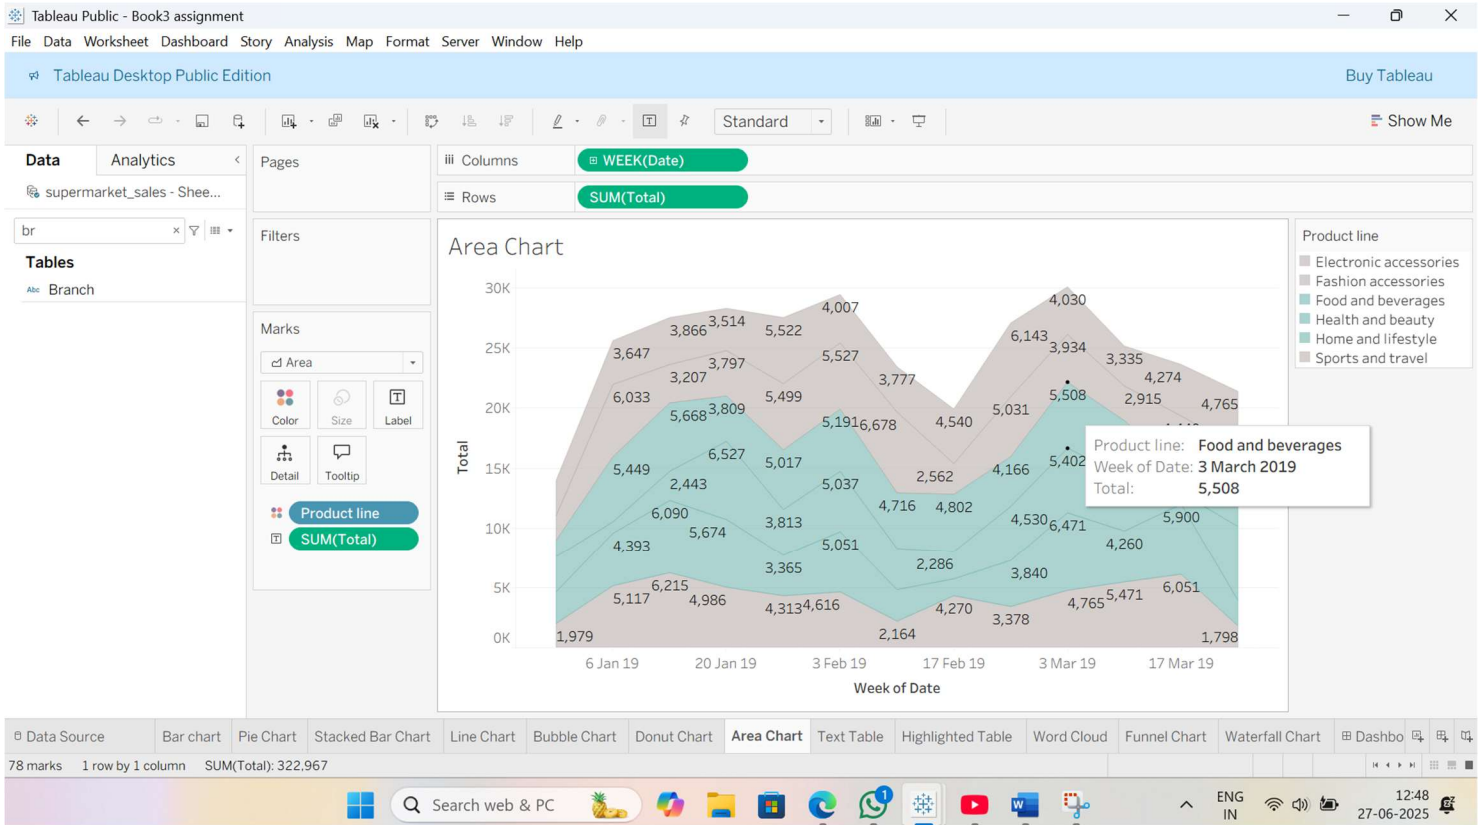 Tableau Public - Book3 assignment
File Data Worksheet Dashboard Story Analysis Map Format Server Window Help
Tableau Desktop Public Edition
Buy Tableau
Standard
Show Me
Data Analytics
supermarket_sales - Shee...
br
Tables
Abc Branch
Pages
Filters
Marks
Area
Color Size Label
Detail Tooltip
Product line
SUM(Total)
Columns WEEK(Date)
Rows SUM(Total)
Area Chart
Total
30K
25K
20K
15K
10K
5K
0K
4,007 4,030
3,866 3,514 5,522
6,143
3,647 3,797 5,527 3,934 3,335
3,207 3,777 4,274
6,033 5,499 5,508 2,915 4,765
5,668 3,809 5,191 6,678 4,540 5,031
6,527 5,017 5,402
5,449 2,443 5,037 2,562 4,166
6,090 3,813 4,716 4,802 4,530 6,471 5,900
4,393 5,674 5,051 4,260
3,365 2,286 3,840
5,117 6,215 4,986 4,313 4,616 4,270 3,378 4,765 5,471 6,051
1,979 2,164 1,798
6 Jan 19 20 Jan 19 3 Feb 19 17 Feb 19 3 Mar 19 17 Mar 19
Week of Date
Product line: Food and beverages
Week of Date: 3 March 2019
Total: 5,508
Product line
Electronic accessories
Fashion accessories
Food and beverages
Health and beauty
Home and lifestyle
Sports and travel
Data Source Bar chart Pie Chart Stacked Bar Chart Line Chart Bubble Chart Donut Chart Area Chart Text Table Highlighted Table Word Cloud Funnel Chart Waterfall Chart Dashbo
78 marks 1 row by 1 column SUM(Total): 322,967
Search web & PC
1
ENG
IN
12:48
27-06-2025